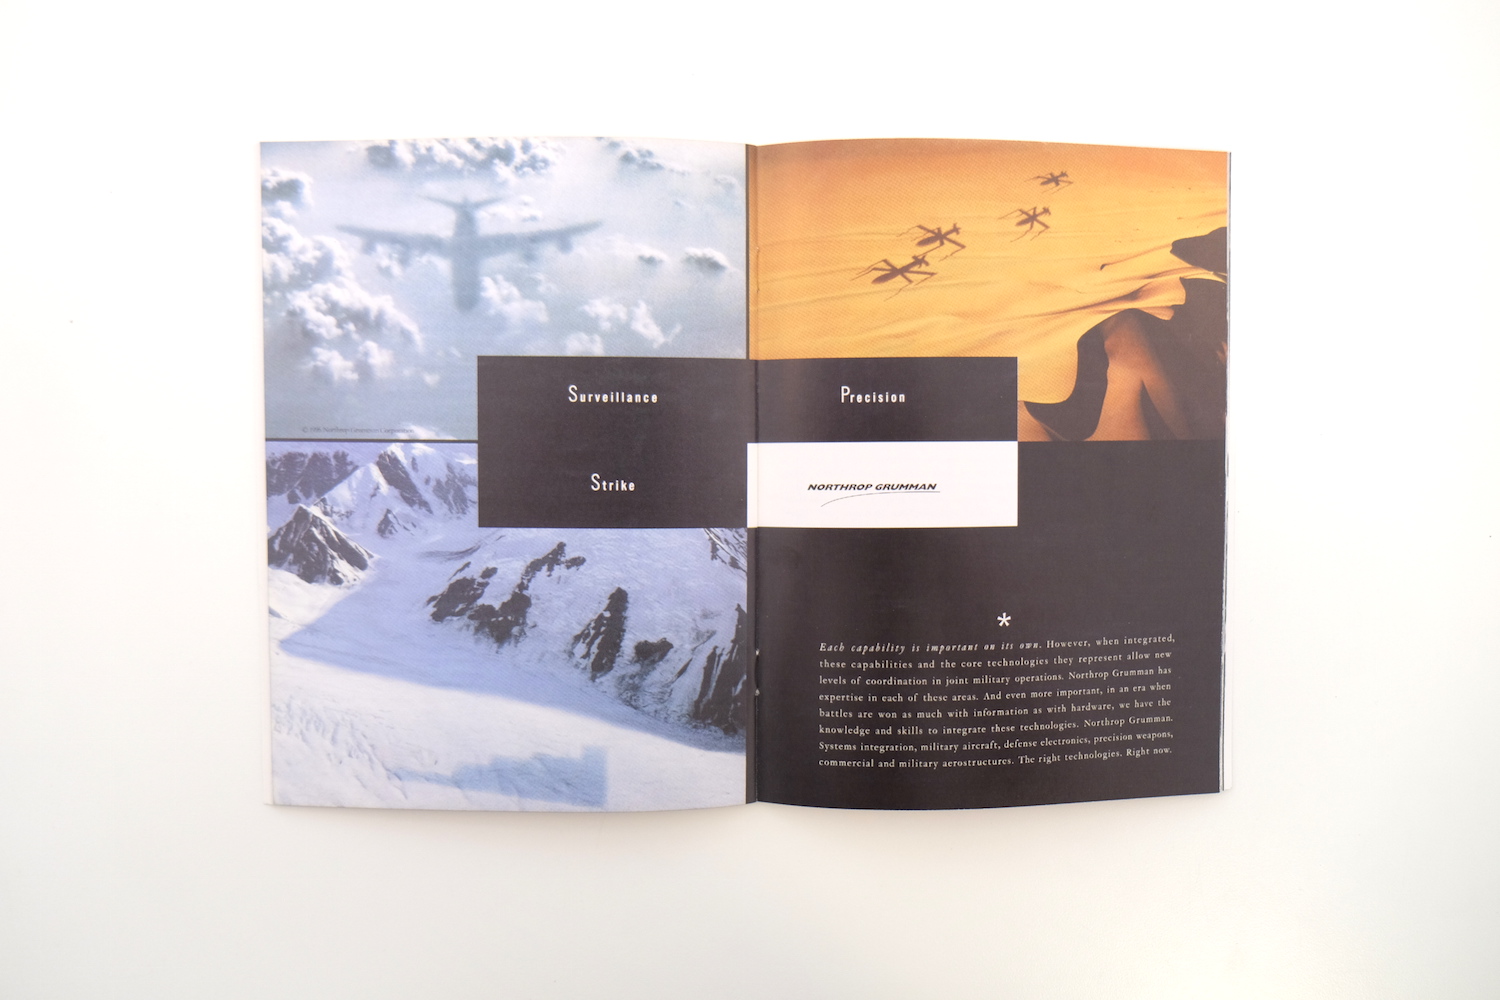 © 1996 Northrop Grumman Corporation
Surveillance
Precision
Strike
NORTHROP GRUMMAN
*
Each capability is important on its own. However, when integrated,
these capabilities and the core technologies they represent allow new
levels of coordination in joint military operations. Northrop Grumman has
expertise in each of these areas. And even more important, in an era when
battles are won as much with information as with hardware, we have the
knowledge and skills to integrate these technologies. Northrop Grumman.
Systems integration, military aircraft, defense electronics, precision weapons,
commercial and military aerostructures. The right technologies. Right now.